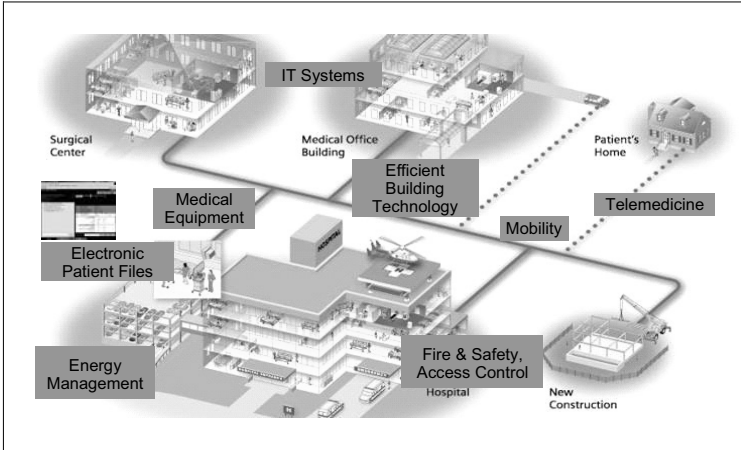 IT Systems
Surgical
Center
Medical Office
Building
Patient's
Home
Efficient
Building
Technology
Medical
Equipment
Telemedicine
Mobility
Electronic
Patient Files
HOSPITAL
Energy
Management
Fire & Safety,
Access Control
Hospital
New
Construction
H